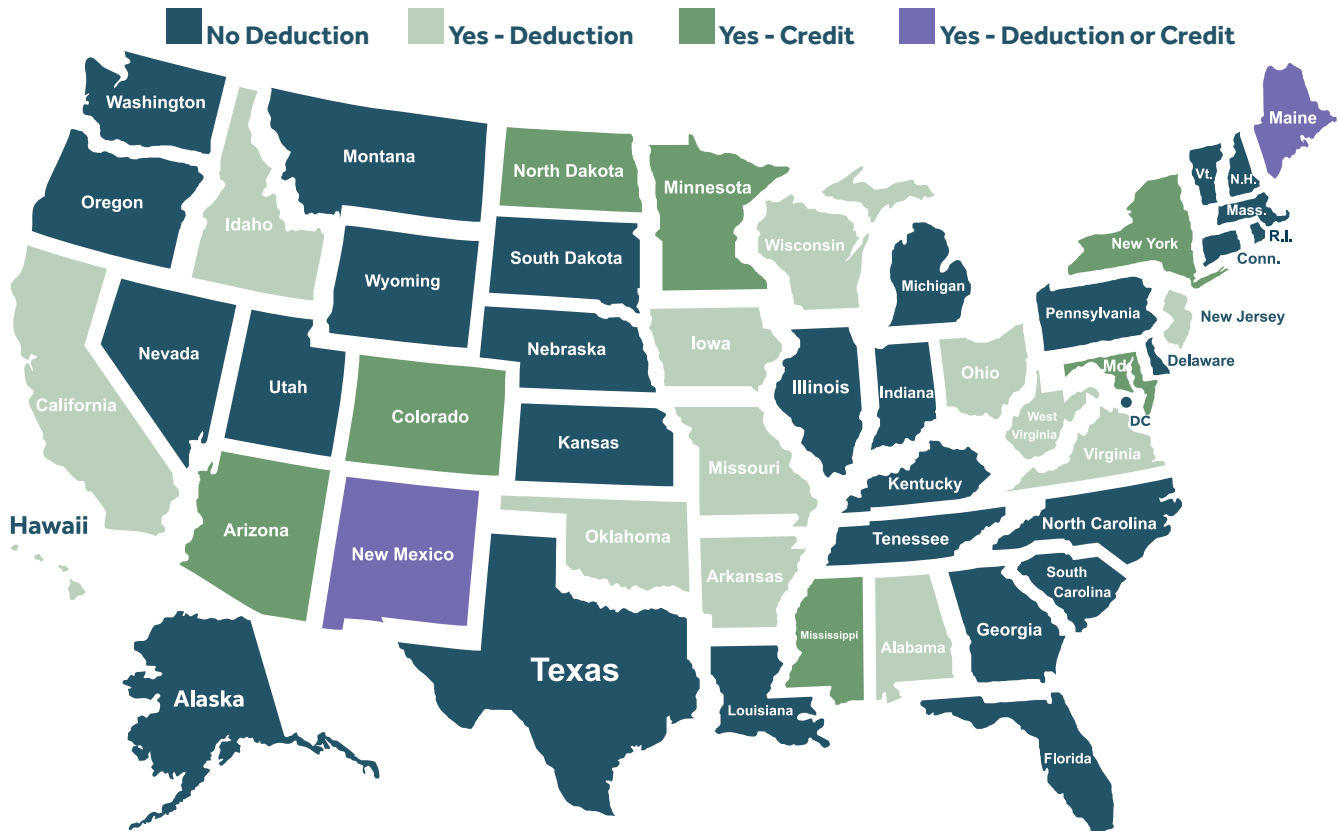 No Deduction
Yes - Deduction
Yes - Credit
Yes - Deduction or Credit
Washington
Montana
North Dakota
Minnesota
Maine
Oregon
Idaho
Wyoming
South Dakota
Wisconsin
Michigan
New York
Vt.
N.H.
Mass.
R.I.
Conn.
Nevada
Utah
Nebraska
Iowa
Illinois
Indiana
Ohio
Pennsylvania
New Jersey
Delaware
Md.
DC
California
Colorado
Kansas
Missouri
Kentucky
West
Virginia
Virginia
Hawaii
Arizona
New Mexico
Oklahoma
Arkansas
Tenessee
North Carolina
South
Carolina
Alaska
Texas
Louisiana
Mississippi
Alabama
Georgia
Florida